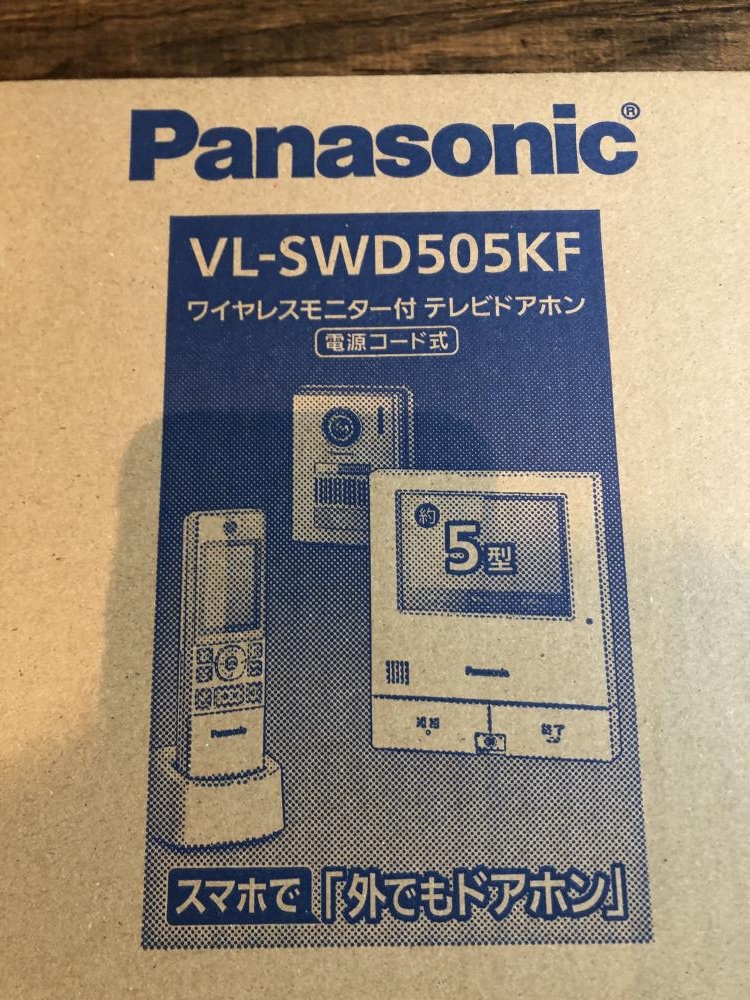 Panasonic®
VL-SWD505KF
ワイヤレスモニター付 テレビドアホン
電源コード式
約
5型
Panasonic
通話
終了
Panasonic
スマホで「外でもドアホン」